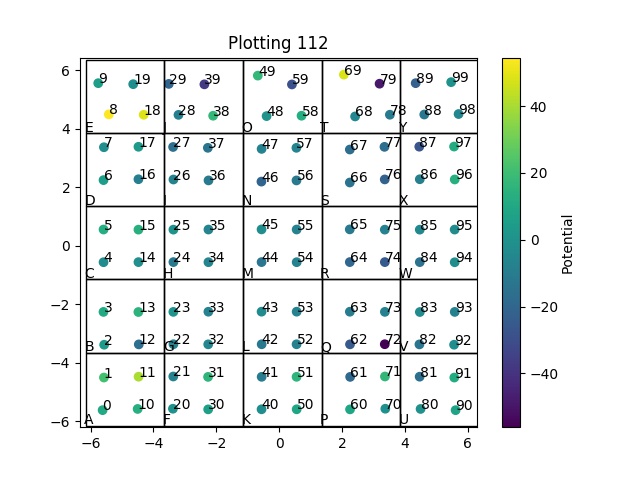 Plotting 112
9 19 29 39 49 59 69 79 89 99
8 18 28 38 48 58 68 78 88 98
E J O T Y
7 17 27 37 47 57 67 77 87 97
6 16 26 36 46 56 66 76 86 96
D I N S X
5 15 25 35 45 55 65 75 85 95
4 14 24 34 44 54 64 74 84 94
C H M R W
3 13 23 33 43 53 63 73 83 93
2 12 22 32 42 52 62 72 82 92
B G L Q V
1 11 21 31 41 51 61 71 81 91
0 10 20 30 40 50 60 70 80 90
A F K P U
6
4
2
0
−2
−4
−6
−6 −4 −2 0 2 4 6
40
20
0
−20
−40
Potential